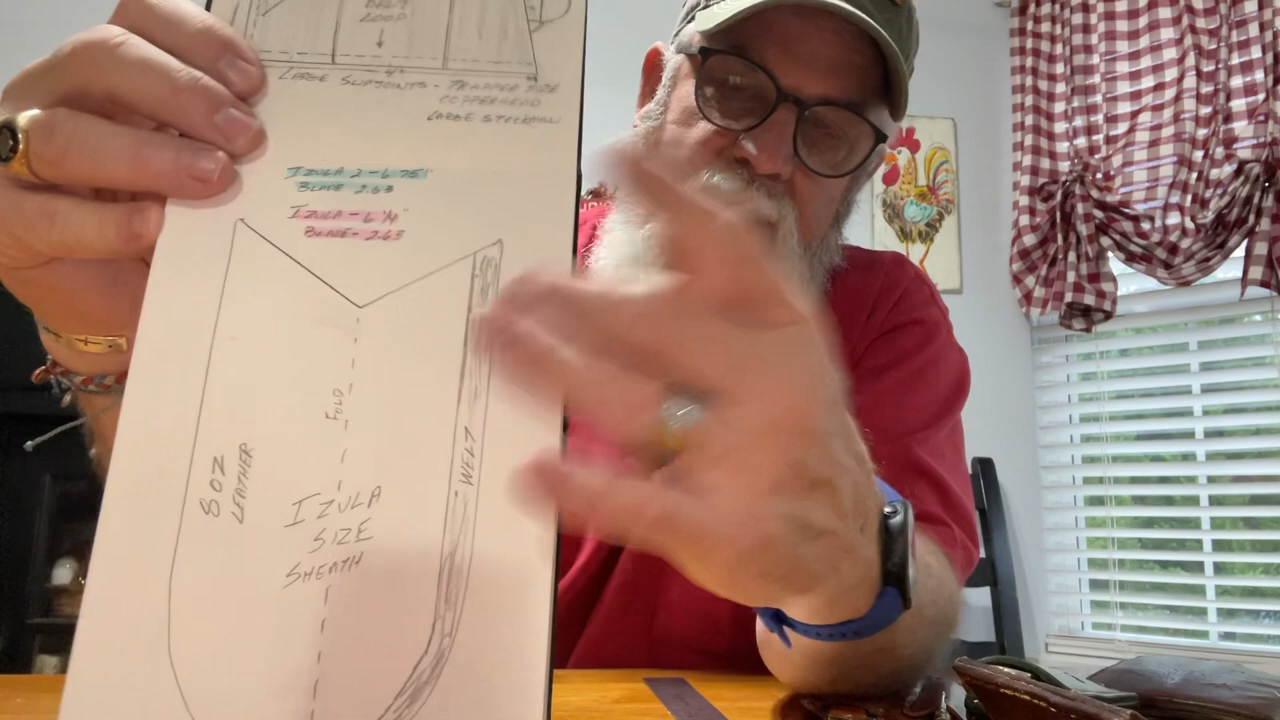 BELT
LOOP
LARGE SLIPJOINTS - TRAPPER SIZE
COPPERHEAD
LARGE STOCKMAN
IZULA 2 - 6.75"
BLADE 2.63
IZULA - 6 1/4"
BLADE - 2.63
FOLD
WELT
8OZ
LEATHER
IZULA
SIZE
SHEATH